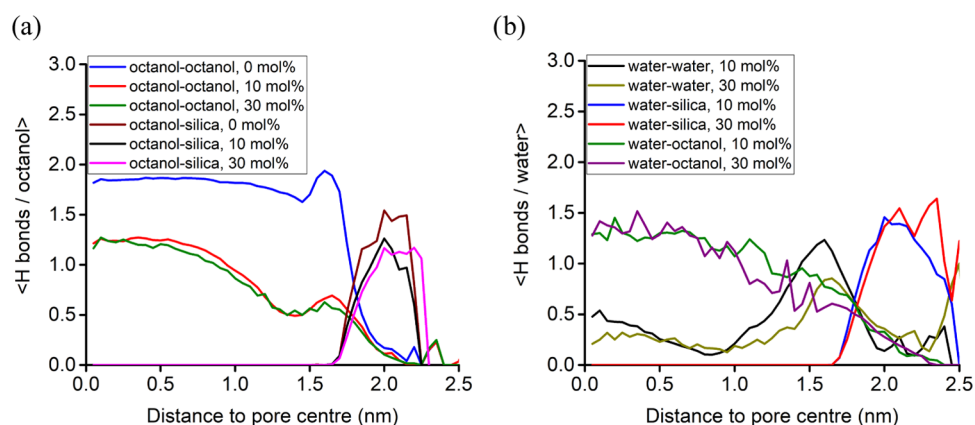 (a)
(b)
octanol-octanol, 0 mol%
octanol-octanol, 10 mol%
octanol-octanol, 30 mol%
octanol-silica, 0 mol%
octanol-silica, 10 mol%
octanol-silica, 30 mol%
<H bonds / octanol>
3.0
2.5
2.0
1.5
1.0
0.5
0.0
0.0
0.5
1.0
1.5
2.0
2.5
Distance to pore centre (nm)
water-water, 10 mol%
water-water, 30 mol%
water-silica, 10 mol%
water-silica, 30 mol%
water-octanol, 10 mol%
water-octanol, 30 mol%
<H bonds / water>
3.0
2.5
2.0
1.5
1.0
0.5
0.0
0.0
0.5
1.0
1.5
2.0
2.5
Distance to pore centre (nm)